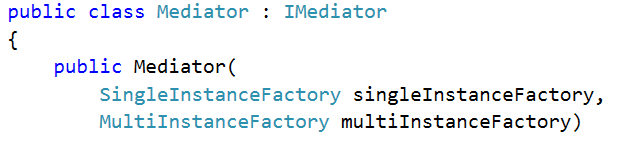 public class Mediator : IMediator
{
    public Mediator(
        SingleInstanceFactory singleInstanceFactory,
        MultiInstanceFactory multiInstanceFactory)